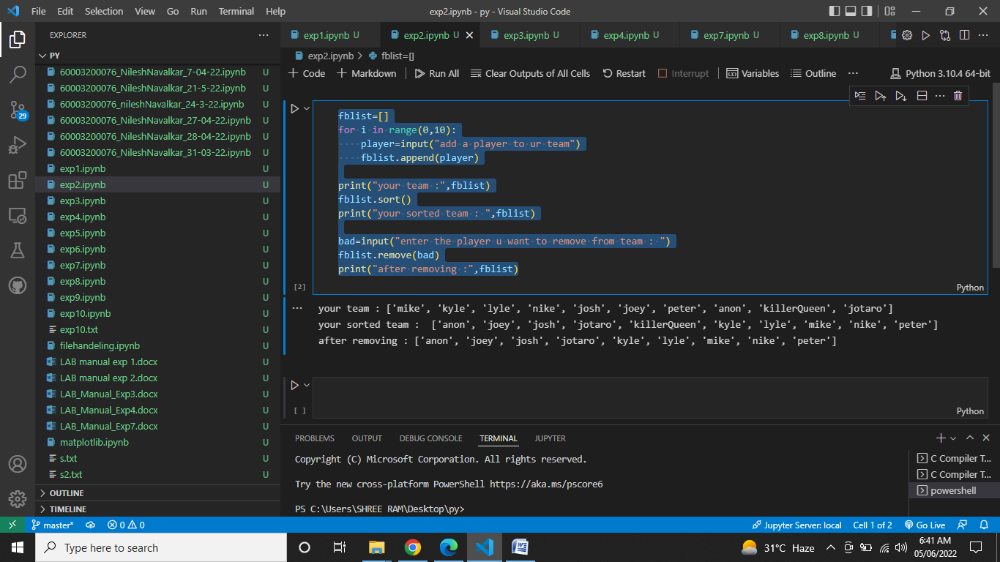 File Edit Selection View Go Run Terminal Help
exp2.ipynb - py - Visual Studio Code
EXPLORER
PY
60003200076_NileshNavalkar_7-04-22.ipynb U
60003200076_NileshNavalkar_21-5-22.ipynb U
60003200076_nileshNavalkar_24-3-22.ipynb U
60003200076_NileshNavalkar_27-04-22.ipynb U
60003200076_NileshNavalkar_28-04-22.ipynb U
60003200076_NileshNavalkar_31-03-22.ipynb U
exp1.ipynb U
exp2.ipynb U
exp3.ipynb U
exp4.ipynb U
exp5.ipynb U
exp6.ipynb U
exp7.ipynb U
exp8.ipynb U
exp9.ipynb U
exp10.ipynb U
exp10.txt U
filehandeling.ipynb U
LAB manual exp 1.docx U
LAB manual exp 2.docx U
LAB_Manual_Exp3.docx U
LAB_Manual_Exp4.docx U
LAB_Manual_Exp7.docx U
matplotlib.ipynb U
s.txt U
s2.txt U
OUTLINE
TIMELINE
29
exp1.ipynb U exp2.ipynb U exp3.ipynb U exp4.ipynb U exp7.ipynb U exp8.ipynb U
exp2.ipynb > fblist=[]
+ Code + Markdown Run All Clear Outputs of All Cells Restart Interrupt Variables Outline ... Python 3.10.4 64-bit
fblist=[]
for i in range(0,10):
····player=input("add·a·player·to·ur·team")
····fblist.append(player)
print("your·team·:",fblist)
fblist.sort()
print("your·sorted·team·:·",fblist)
bad=input("enter·the·player·u·want·to·remove·from·team·:·")
fblist.remove(bad)
print("after·removing·:",fblist)
[2] Python
your team : ['mike', 'kyle', 'lyle', 'nike', 'josh', 'joey', 'peter', 'anon', 'killerQueen', 'jotaro']
your sorted team :  ['anon', 'joey', 'josh', 'jotaro', 'killerQueen', 'kyle', 'lyle', 'mike', 'nike', 'peter']
after removing : ['anon', 'joey', 'josh', 'jotaro', 'kyle', 'lyle', 'mike', 'nike', 'peter']
[ ] Python
PROBLEMS OUTPUT DEBUG CONSOLE TERMINAL JUPYTER
Copyright (C) Microsoft Corporation. All rights reserved.
Try the new cross-platform PowerShell https://aka.ms/pscore6
PS C:\Users\SHREE RAM\Desktop\py>
C Compiler T...
C Compiler T...
powershell
master* 0 0 Jupyter Server: local Cell 1 of 2 Go Live
Type here to search
31°C Haze
6:41 AM
05/06/2022